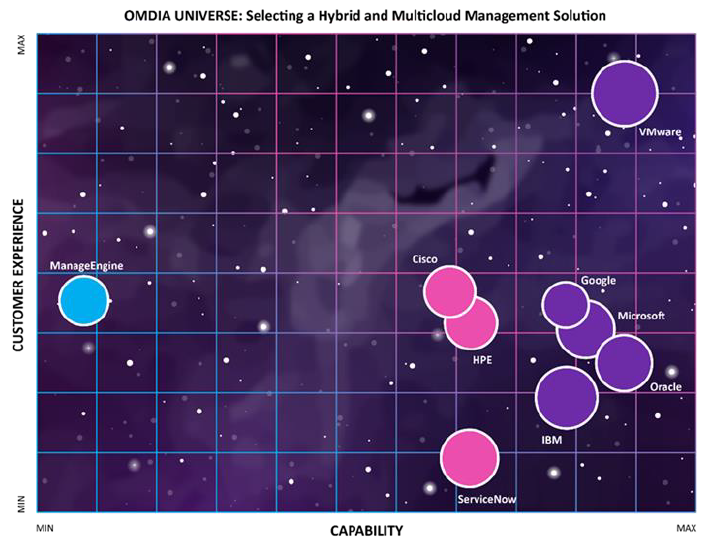 OMDIA UNIVERSE: Selecting a Hybrid and Multicloud Management Solution
MAX
VMware
CUSTOMER EXPERIENCE
ManageEngine
Cisco
Google
Microsoft
HPE
Oracle
IBM
ServiceNow
MIN
MIN
CAPABILITY
MAX